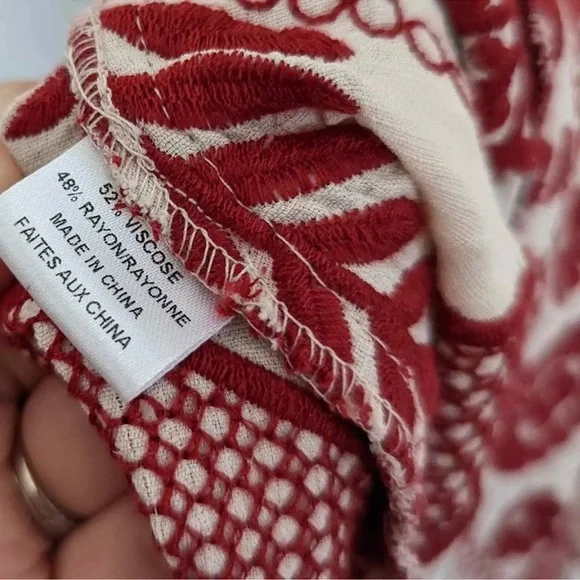 52% VISCOSE
48% RAYON/RAYONNE
MADE IN CHINA
FAITES AUX CHINA